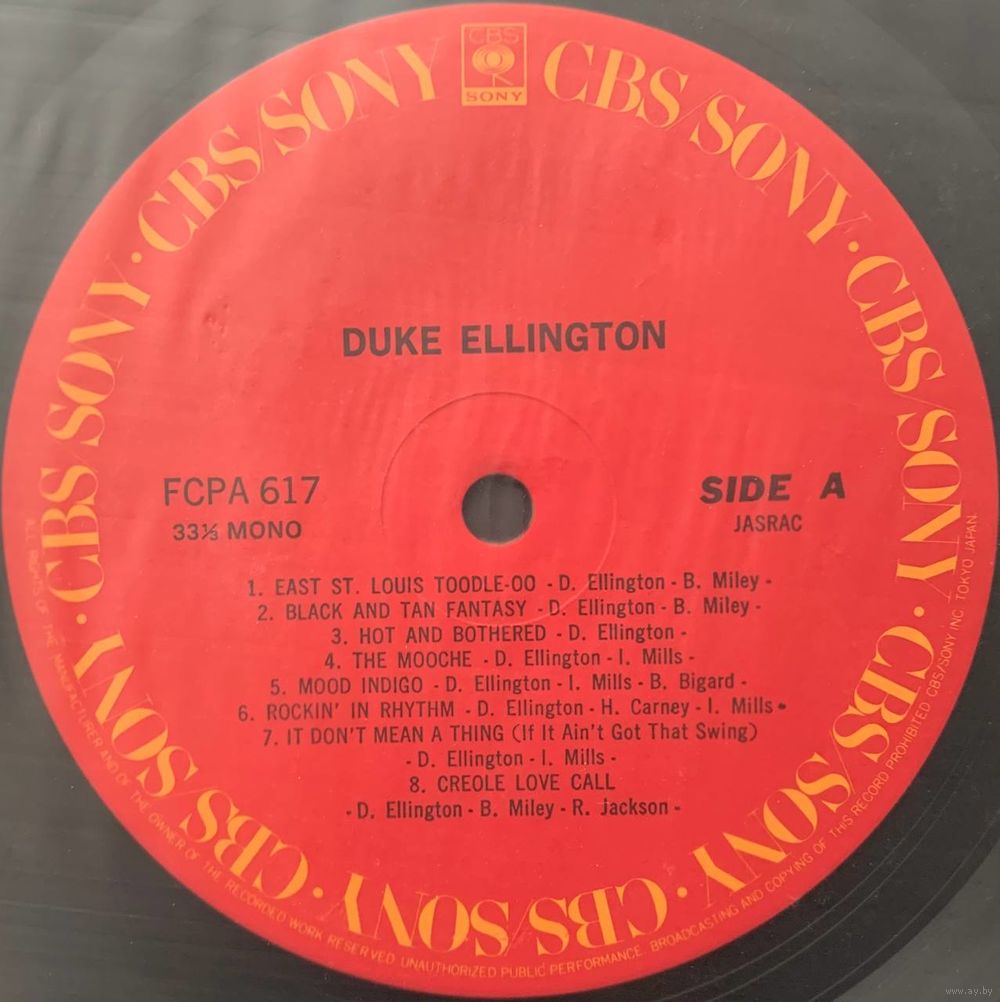 CBS
SONY
CBS/SONY · CBS/SONY · CBS/SONY · CBS/SONY · CBS/SONY · CBS/SONY · CBS/SONY · CBS/SONY
DUKE ELLINGTON
FCPA 617
33⅓ MONO
SIDE A
JASRAC
1. EAST ST. LOUIS TOODLE-OO - D. Ellington - B. Miley -
2. BLACK AND TAN FANTASY - D. Ellington - B. Miley -
3. HOT AND BOTHERED - D. Ellington -
4. THE MOOCHE - D. Ellington - I. Mills -
5. MOOD INDIGO - D. Ellington - I. Mills - B. Bigard -
6. ROCKIN' IN RHYTHM - D. Ellington - H. Carney - I. Mills -
7. IT DON'T MEAN A THING (If It Ain't Got That Swing)
- D. Ellington - I. Mills -
8. CREOLE LOVE CALL
- D. Ellington - B. Miley - R. Jackson -
ALL RIGHTS OF THE MANUFACTURER AND OF THE OWNER OF THE RECORDED WORK RESERVED UNAUTHORIZED PUBLIC PERFORMANCE. BROADCASTING AND COPYING OF THIS RECORD PROHIBITED CBS/SONY INC. TOKYO JAPAN.
www.ay.by